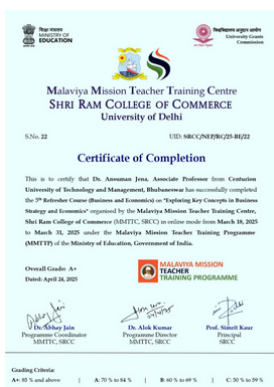 MINISTRY OF
EDUCATION
विश्वविद्यालय अनुदान आयोग
University Grants
Commission
Malaviya Mission Teacher Training Centre
SHRI RAM COLLEGE OF COMMERCE
University of Delhi
S.No. 22
UID: SRCC/NEP/RC/25-BE/22
Certificate of Completion
This is to certify that Dr. Ansuman Jena, Associate Professor from Centurion
University of Technology and Management, Bhubaneswar has successfully completed
the 5th Refresher Course (Business and Economics) on "Exploring Key Concepts in Business
Strategy and Economics" organised by the Malaviya Mission Teacher Training Centre,
Shri Ram College of Commerce (MMTTC, SRCC) in online mode from March 19, 2025
to March 31, 2025 under the Malaviya Mission Teacher Training Programme
(MMTTP) of the Ministry of Education, Government of India.
Overall Grade: A+
Dated: April 24, 2025
MALAVIYA MISSION
TEACHER
TRAINING PROGRAMME
Dr. Abhay Jain
Programme Coordinator
MMTTC, SRCC
Dr. Alok Kumar
Programme Director
MMTTC, SRCC
Prof. Simrit Kaur
Principal
SRCC
Grading Criteria:
A+: 85 % and above | A: 70 % to 84 % | B: 60 % to 69 % | C: 50 % to 59 %